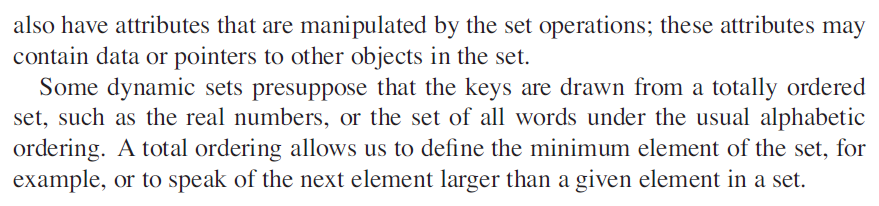 also have attributes that are manipulated by the set operations; these attributes may
contain data or pointers to other objects in the set.
Some dynamic sets presuppose that the keys are drawn from a totally ordered
set, such as the real numbers, or the set of all words under the usual alphabetic
ordering. A total ordering allows us to define the minimum element of the set, for
example, or to speak of the next element larger than a given element in a set.